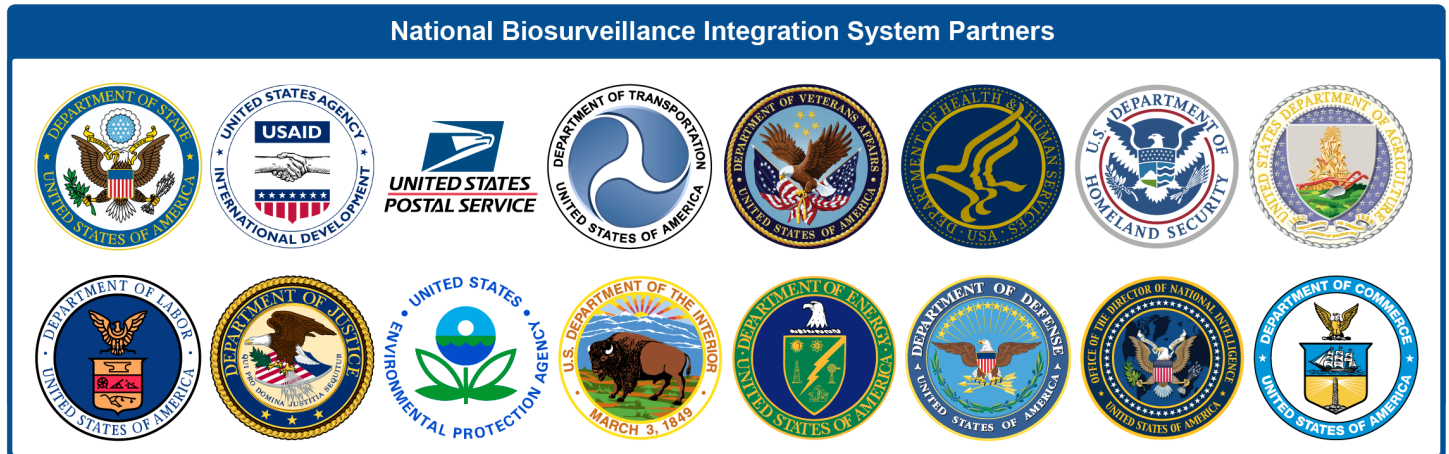 National Biosurveillance Integration System Partners
DEPARTMENT OF STATE
UNITED STATES OF AMERICA
UNITED STATES AGENCY
USAID
INTERNATIONAL DEVELOPMENT
UNITED STATES
POSTAL SERVICE
DEPARTMENT OF TRANSPORTATION
UNITED STATES OF AMERICA
DEPARTMENT OF VETERANS AFFAIRS
UNITED STATES OF AMERICA
DEPARTMENT OF HEALTH & HUMAN SERVICES
USA
U.S. DEPARTMENT OF
HOMELAND SECURITY
UNITED STATES DEPARTMENT OF AGRICULTURE
DEPARTMENT OF LABOR
UNITED STATES OF AMERICA
DEPARTMENT OF JUSTICE
QUI PRO DOMINA JUSTITIA SEQUITUR
UNITED STATES
ENVIRONMENTAL PROTECTION AGENCY
U.S. DEPARTMENT OF THE INTERIOR
MARCH 3, 1849
DEPARTMENT OF ENERGY
UNITED STATES OF AMERICA
DEPARTMENT OF DEFENSE
UNITED STATES OF AMERICA
OFFICE OF THE DIRECTOR OF NATIONAL INTELLIGENCE
UNITED STATES OF AMERICA
DEPARTMENT OF COMMERCE
UNITED STATES OF AMERICA